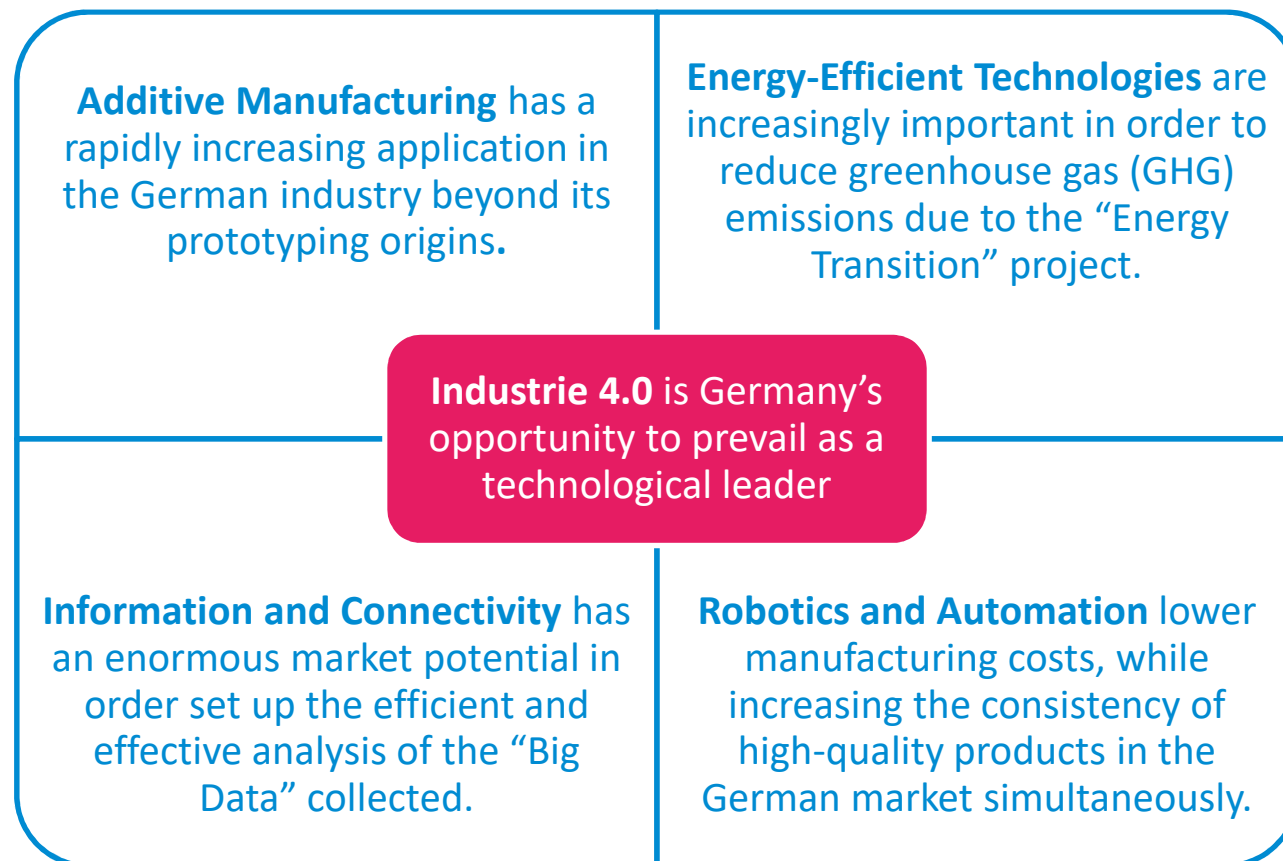 Additive Manufacturing has a
rapidly increasing application in
the German industry beyond its
prototyping origins.
Energy-Efficient Technologies are
increasingly important in order to
reduce greenhouse gas (GHG)
emissions due to the “Energy
Transition” project.
Industrie 4.0 is Germany’s
opportunity to prevail as a
technological leader
Information and Connectivity has
an enormous market potential in
order set up the efficient and
effective analysis of the “Big
Data” collected.
Robotics and Automation lower
manufacturing costs, while
increasing the consistency of
high-quality products in the
German market simultaneously.